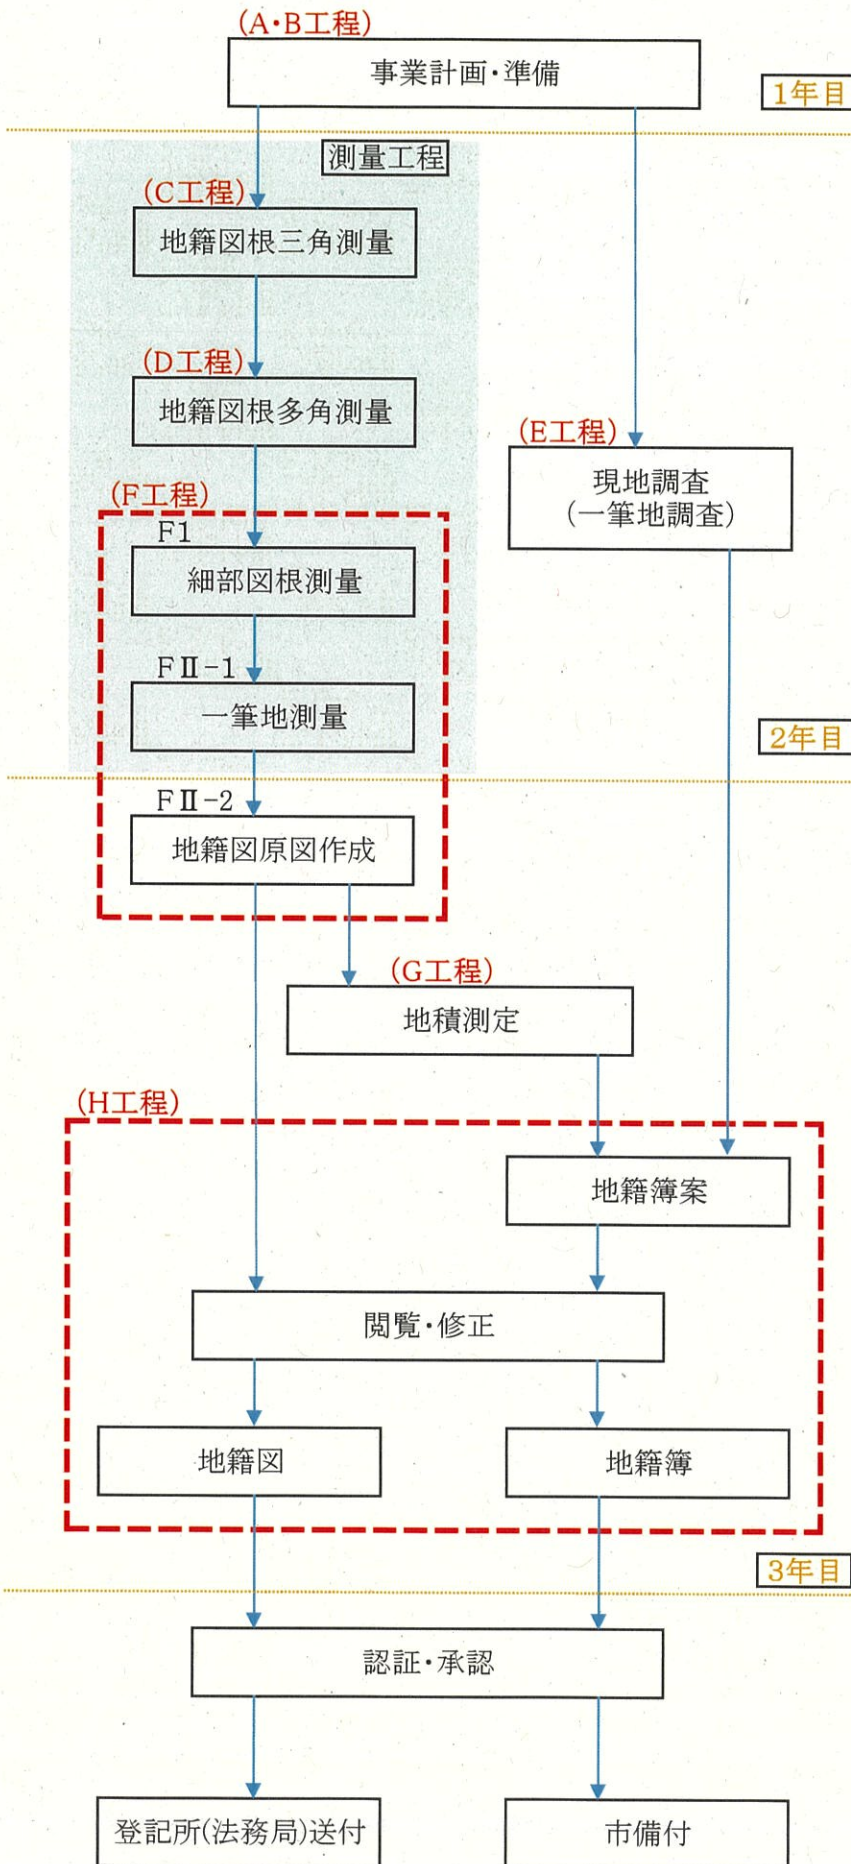 (A・B工程)
事業計画・準備
1年目
測量工程
(C工程)
地籍図根三角測量
(D工程)
地籍図根多角測量
(E工程)
現地調査
(一筆地調査)
(F工程)
F1
細部図根測量
FⅡ-1
一筆地測量
2年目
FⅡ-2
地籍図原図作成
(G工程)
地積測定
(H工程)
地籍簿案
閲覧・修正
地籍図
地籍簿
3年目
認証・承認
登記所(法務局)送付
市備付